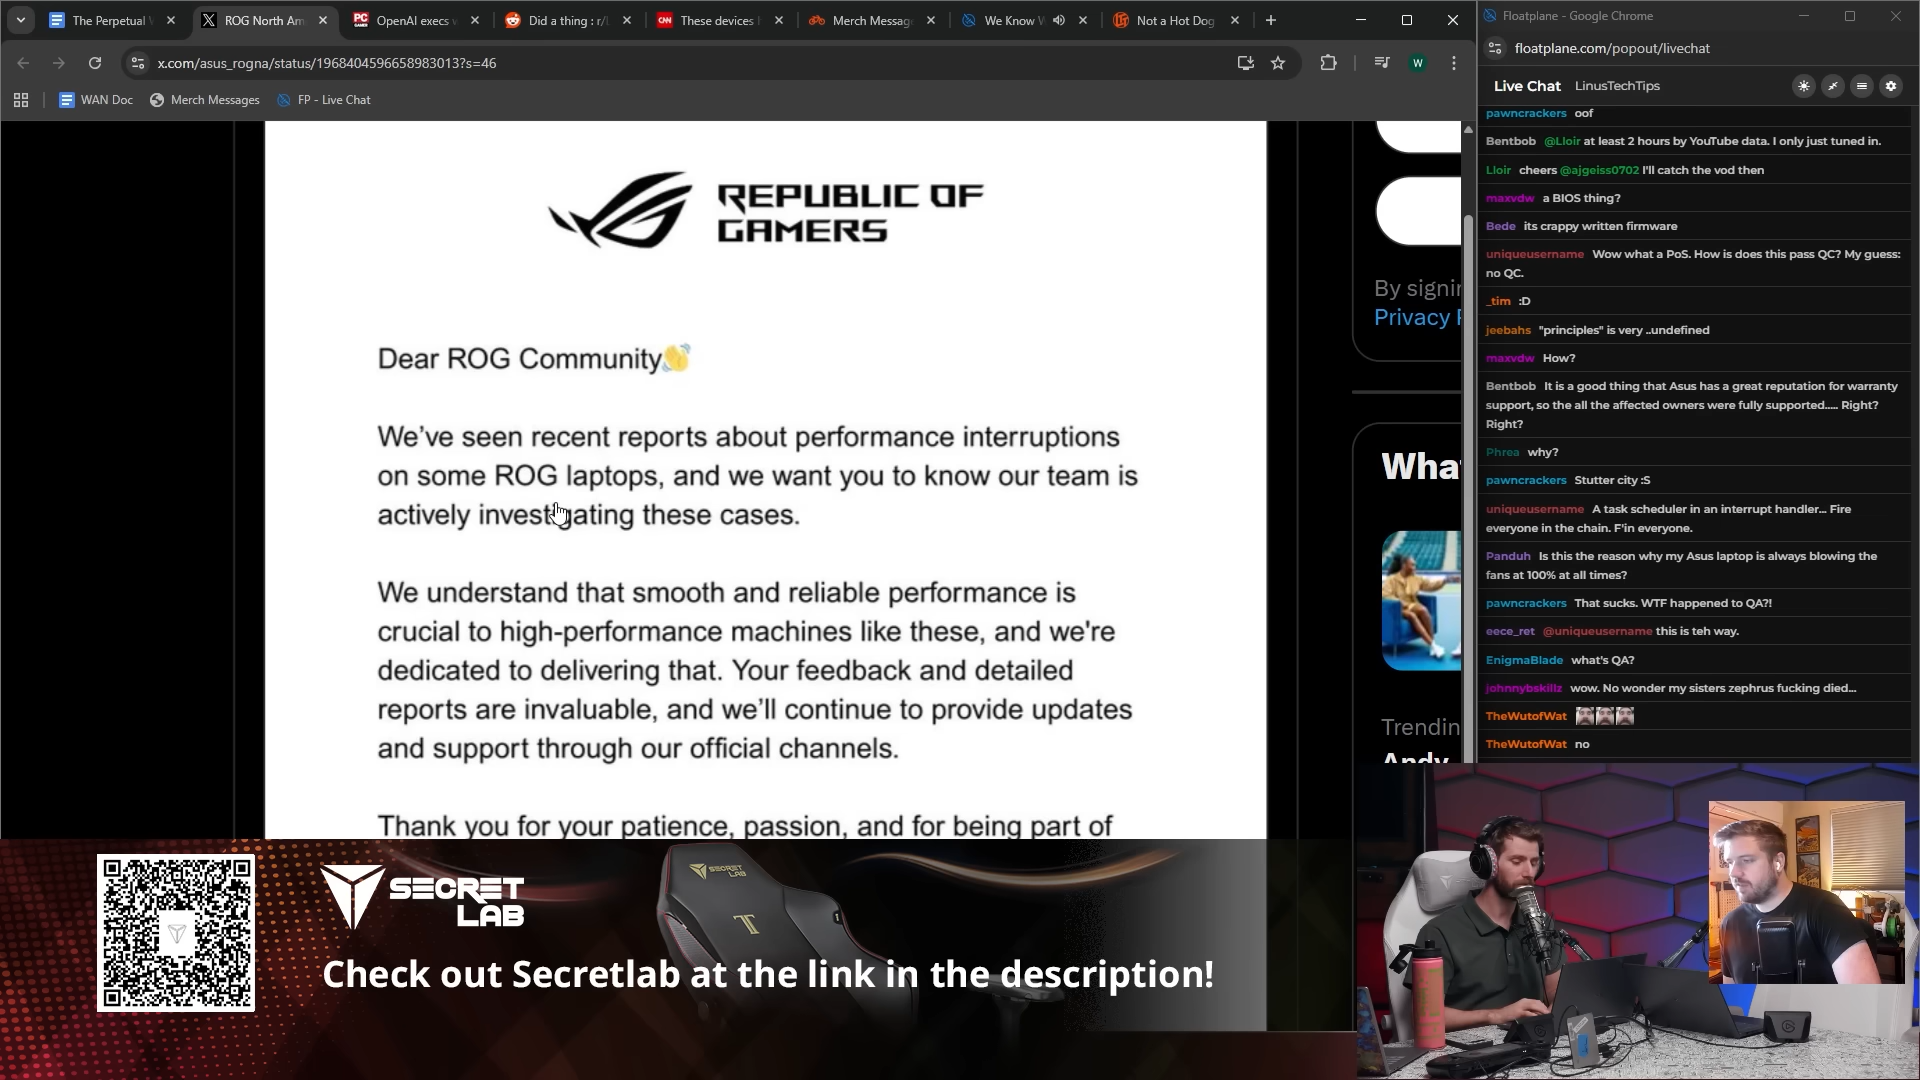 The Perpetual
ROG North Am
OpenAI execs
Did a thing : r/
These devices
Merch Messag
We Know
Not a Hot Dog
Floatplane - Google Chrome
x.com/asus_rogna/status/1968404596658983013?s=46
W
floatplane.com/popout/livechat
WAN Doc
Merch Messages
FP - Live Chat
Live Chat LinusTechTips
REPUBLIC OF
GAMERS
Dear ROG Community👋
We’ve seen recent reports about performance interruptions
on some ROG laptops, and we want you to know our team is
actively investigating these cases.
We understand that smooth and reliable performance is
crucial to high-performance machines like these, and we're
dedicated to delivering that. Your feedback and detailed
reports are invaluable, and we’ll continue to provide updates
and support through our official channels.
Thank you for your patience, passion, and for being part of
By signin
Privacy P
What
Trendin
Andy
pawncrackers oof
Bentbob @Lloir at least 2 hours by YouTube data. I only just tuned in.
Lloir cheers @ajgeiss0702 I'll catch the vod then
maxvdw a BIOS thing?
Bede its crappy written firmware
uniqueusername Wow what a PoS. How is does this pass QC? My guess:
no QC.
_tim :D
jeebahs "principles" is very ..undefined
maxvdw How?
Bentbob It is a good thing that Asus has a great reputation for warranty
support, so the all the affected owners were fully supported..... Right?
Right?
Phrea why?
pawncrackers Stutter city :S
uniqueusername A task scheduler in an interrupt handler... Fire
everyone in the chain. F'in everyone.
Panduh Is this the reason why my Asus laptop is always blowing the
fans at 100% at all times?
pawncrackers That sucks. WTF happened to QA?!
eece_ret @uniqueusername this is teh way.
EnigmaBlade what's QA?
johnnybskillz wow. No wonder my sisters zephrus fucking died...
TheWutofWat
TheWutofWat no
SECRET
LAB
SECRET
LAB
Check out Secretlab at the link in the description!